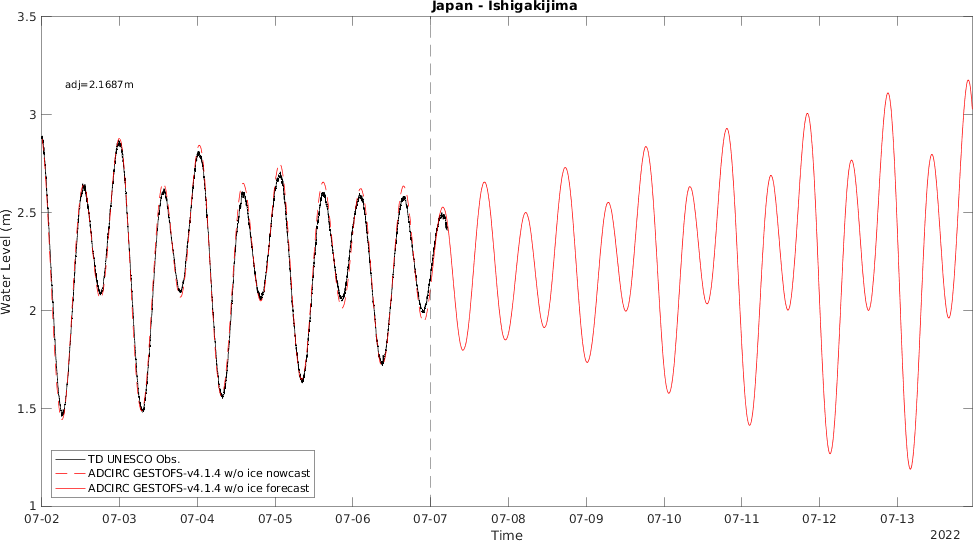 Japan - Ishigakijima
3.5
adj=2.1687m
3
2.5
Water Level (m)
2
1.5
TD UNESCO Obs.
ADCIRC GESTOFS-v4.1.4 w/o ice nowcast
ADCIRC GESTOFS-v4.1.4 w/o ice forecast
1
07-02 07-03 07-04 07-05 07-06 07-07 07-08 07-09 07-10 07-11 07-12 07-13
Time
2022